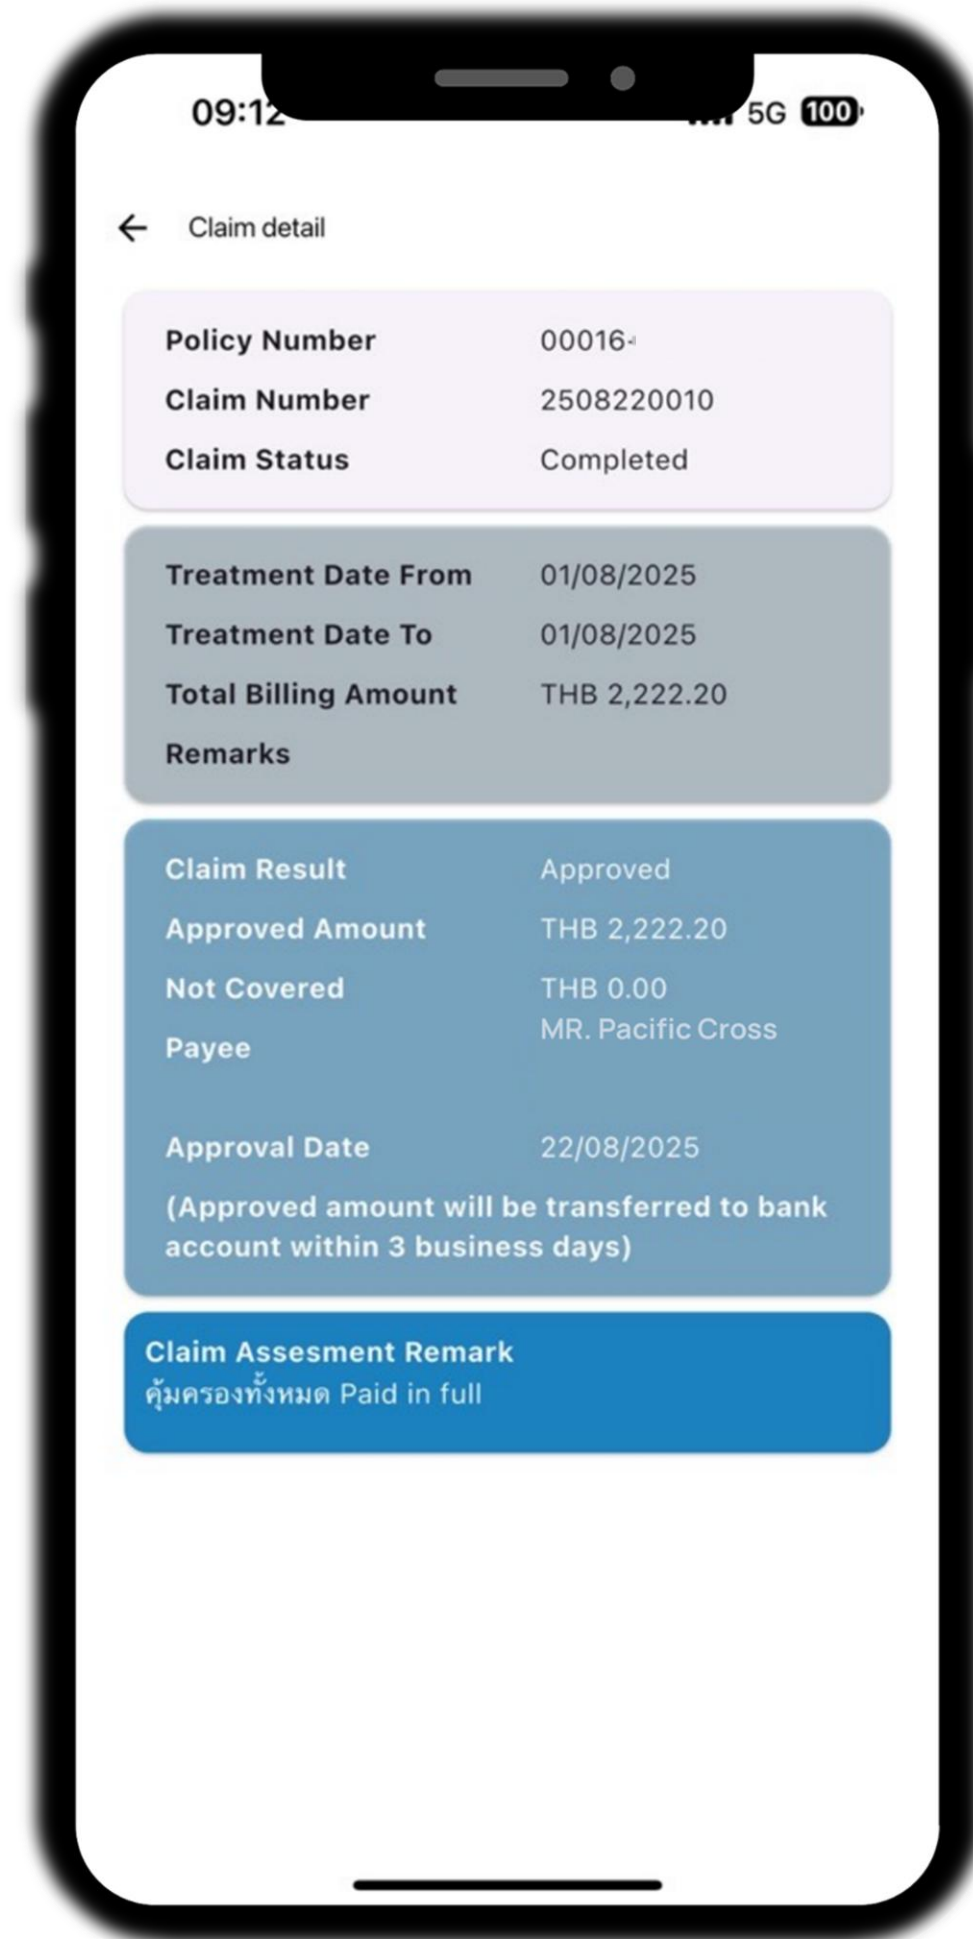 09:12
5G 100
Claim detail
Policy Number 00016
Claim Number 2508220010
Claim Status Completed
Treatment Date From 01/08/2025
Treatment Date To 01/08/2025
Total Billing Amount THB 2,222.20
Remarks
Claim Result Approved
Approved Amount THB 2,222.20
Not Covered THB 0.00
Payee MR. Pacific Cross
Approval Date 22/08/2025
(Approved amount will be transferred to bank
account within 3 business days)
Claim Assesment Remark
คุ้มครองทั้งหมด Paid in full